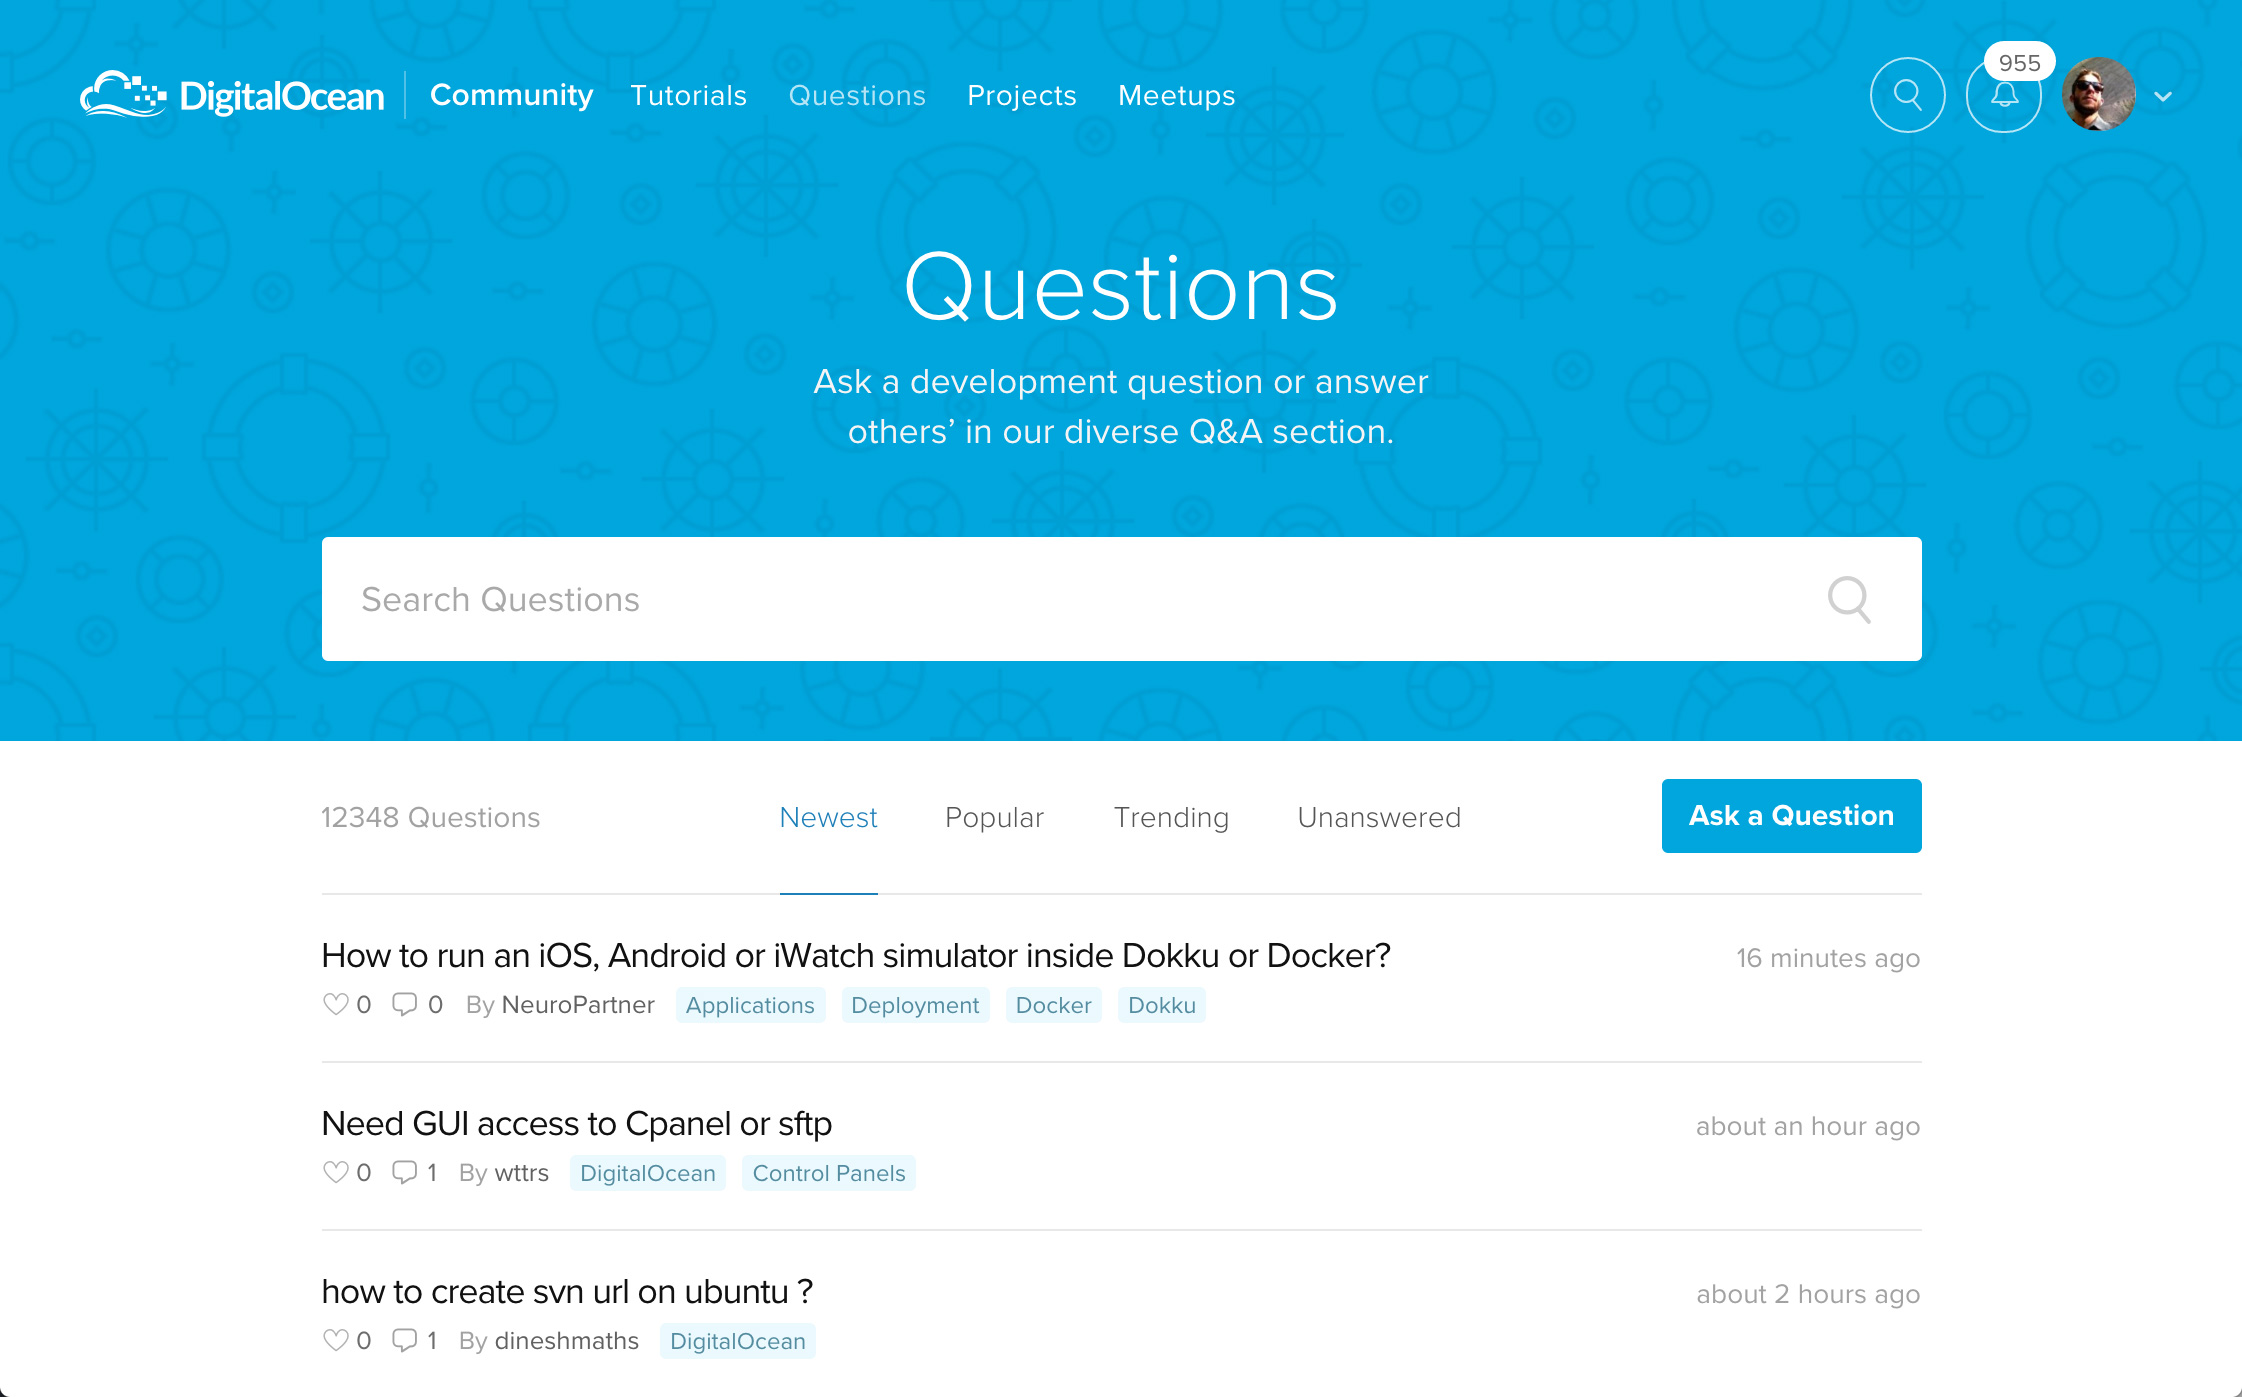 DigitalOcean Community Tutorials Questions Projects Meetups 955
Questions
Ask a development question or answer
others’ in our diverse Q&A section.
Search Questions
12348 Questions Newest Popular Trending Unanswered Ask a Question
How to run an iOS, Android or iWatch simulator inside Dokku or Docker? 16 minutes ago
0 0 By NeuroPartner Applications Deployment Docker Dokku
Need GUI access to Cpanel or sftp about an hour ago
0 1 By wttrs DigitalOcean Control Panels
how to create svn url on ubuntu ? about 2 hours ago
0 1 By dineshmaths DigitalOcean